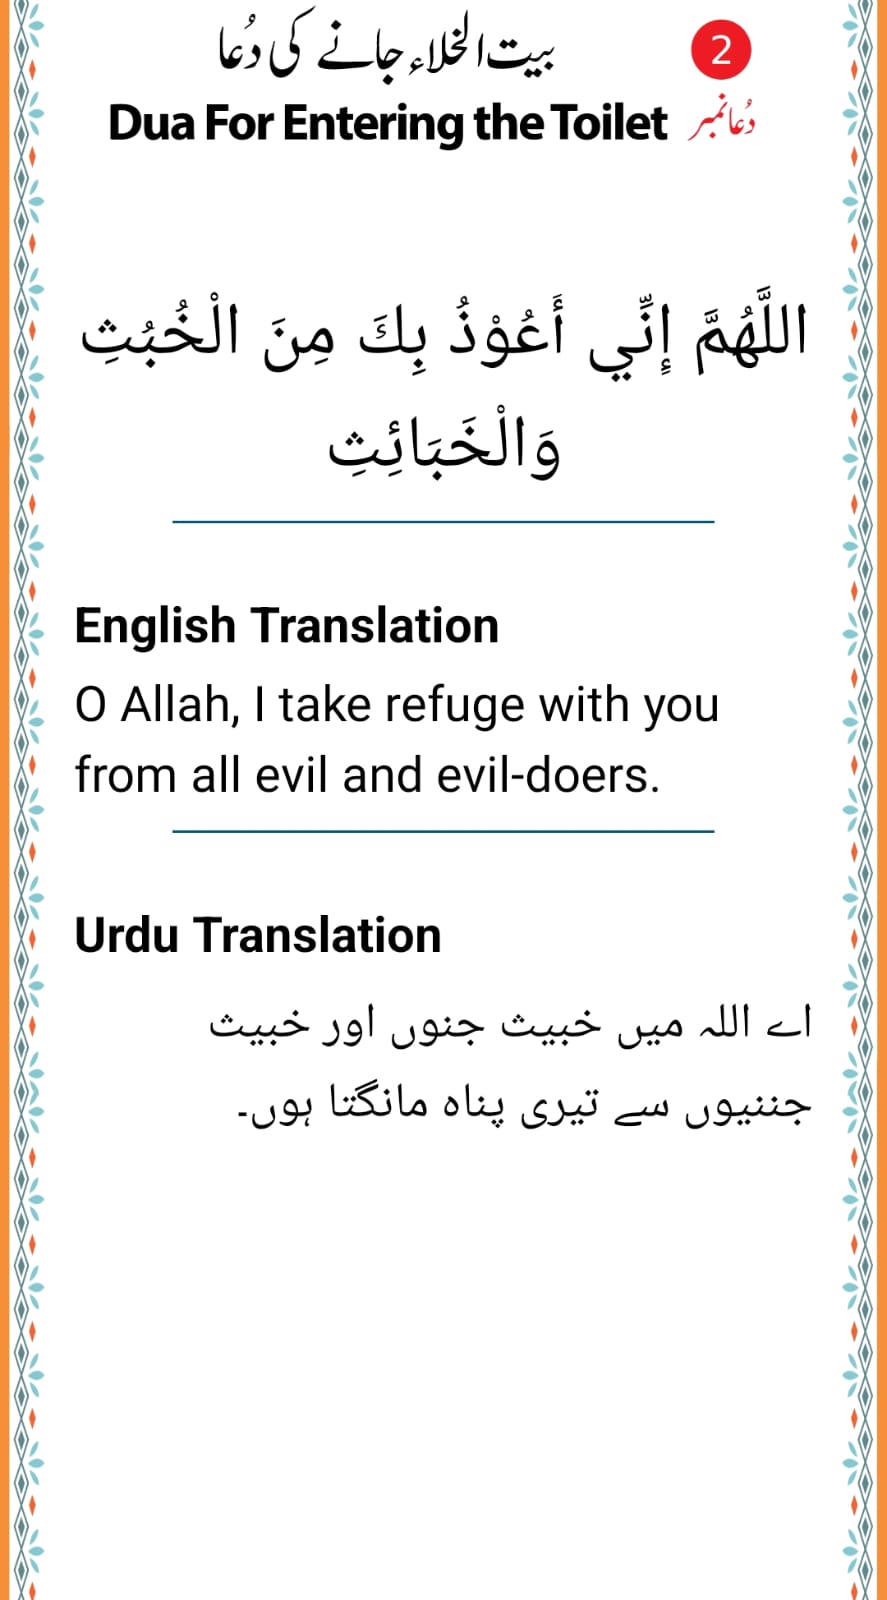 بیت الخلاء جانے کی دُعا
2
Dua For Entering the Toilet
دُعا نمبر
اللَّهُمَّ إِنِّي أَعُوْذُ بِكَ مِنَ الْخُبُثِ
وَالْخَبَائِثِ
English Translation
O Allah, I take refuge with you
from all evil and evil-doers.
Urdu Translation
اے اللہ میں خبیث جنوں اور خبیث
جننیوں سے تیری پناہ مانگتا ہوں۔